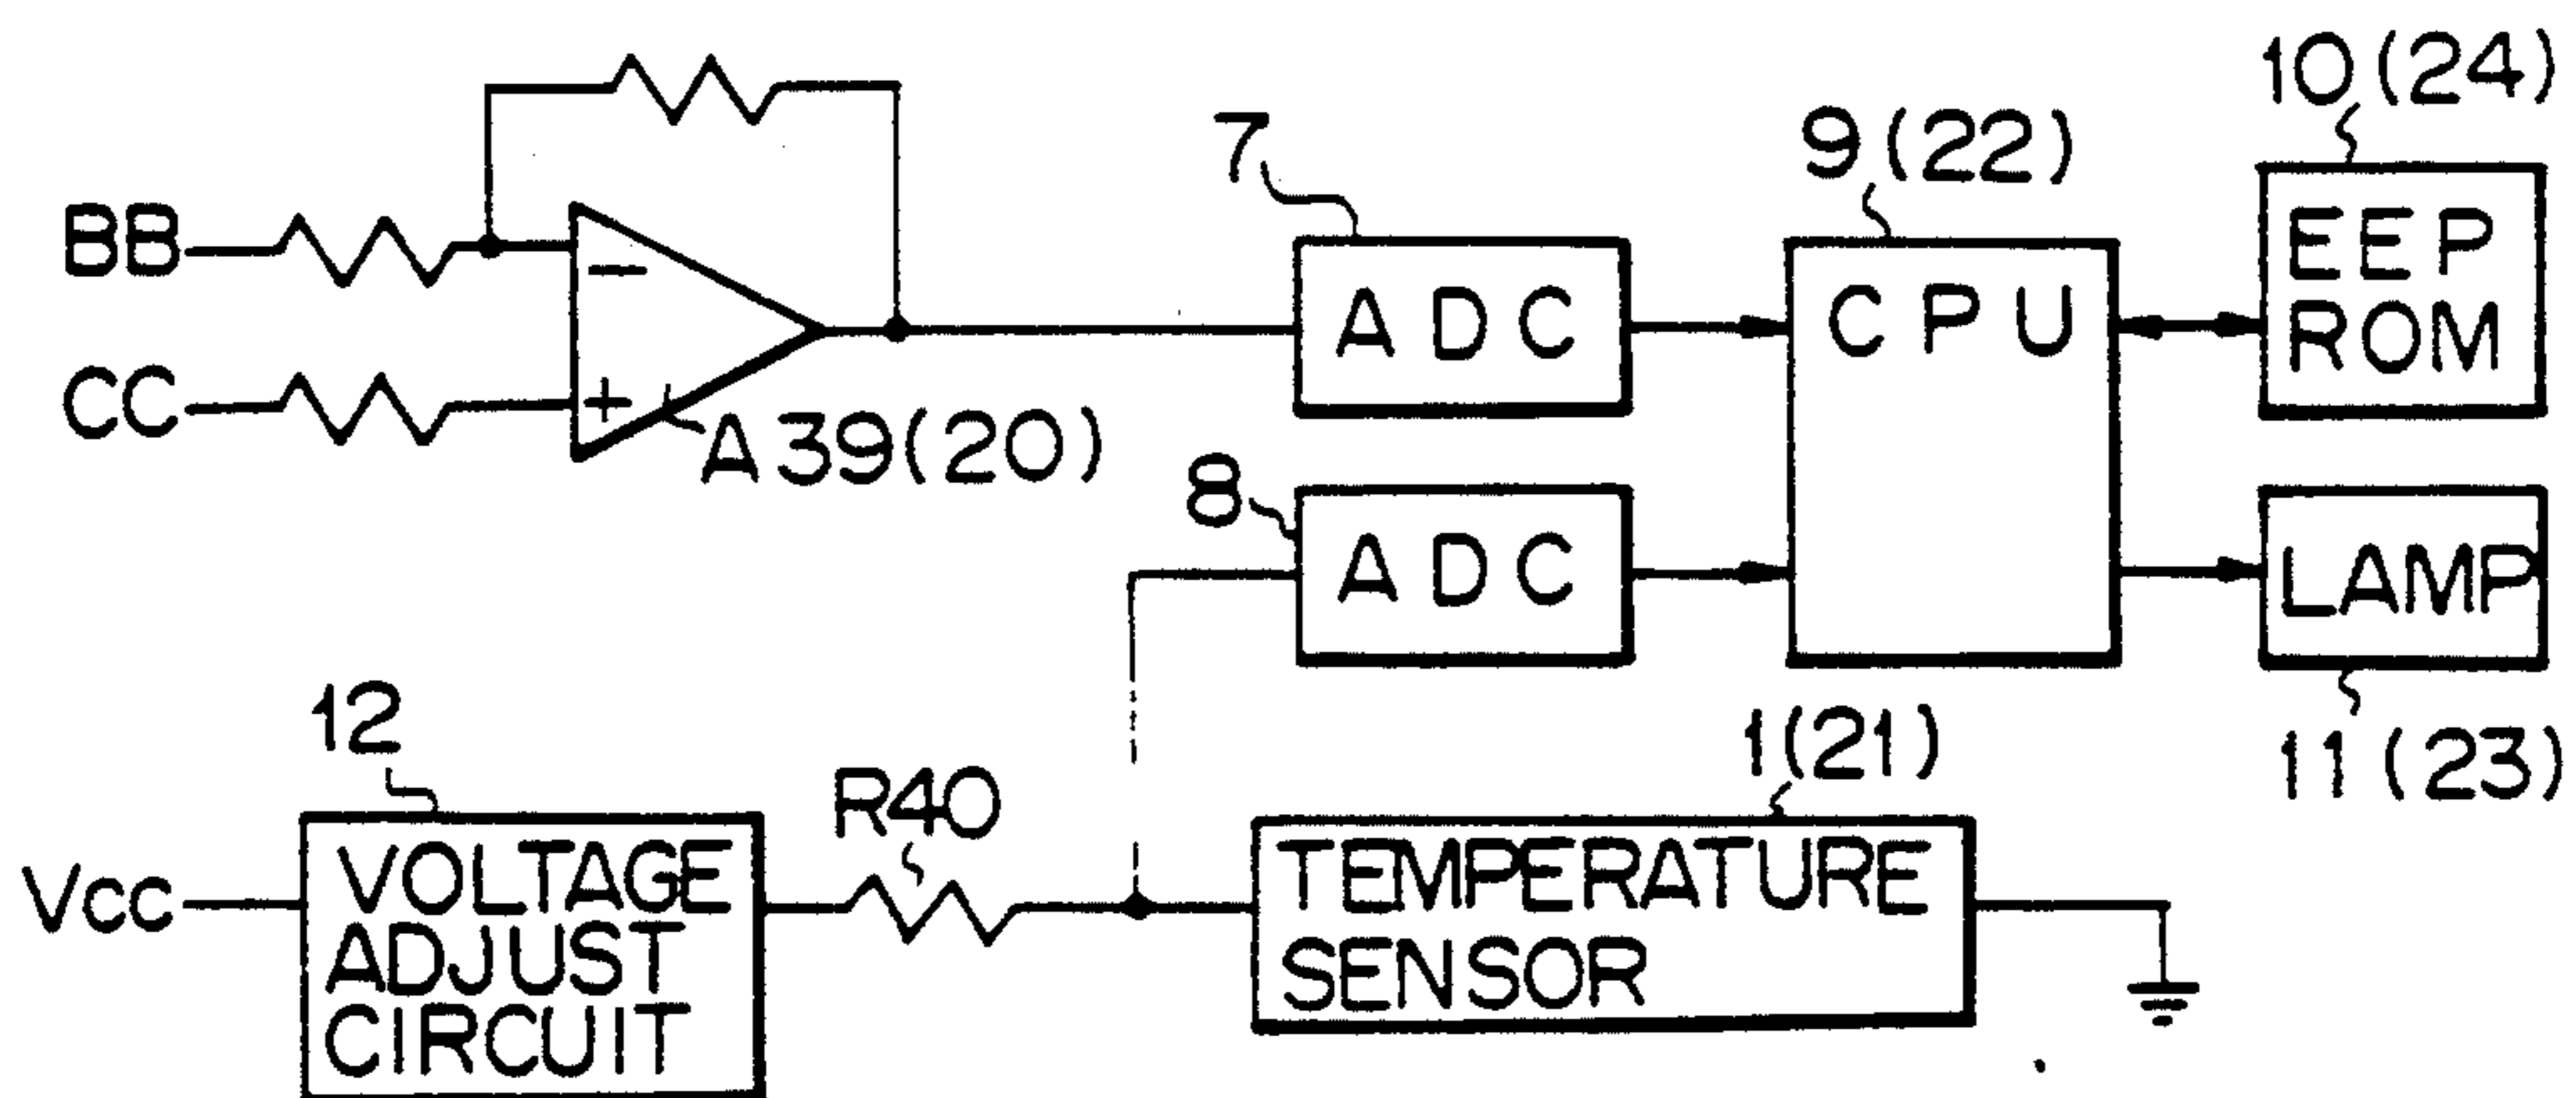 10(24)
7
9(22)
BB
−
A D C
C P U
EEP
ROM
CC
+
A39(20)
8
A D C
LAMP
12
R40
1(21)
11(23)
Vcc
VOLTAGE
ADJUST
CIRCUIT
TEMPERATURE
SENSOR